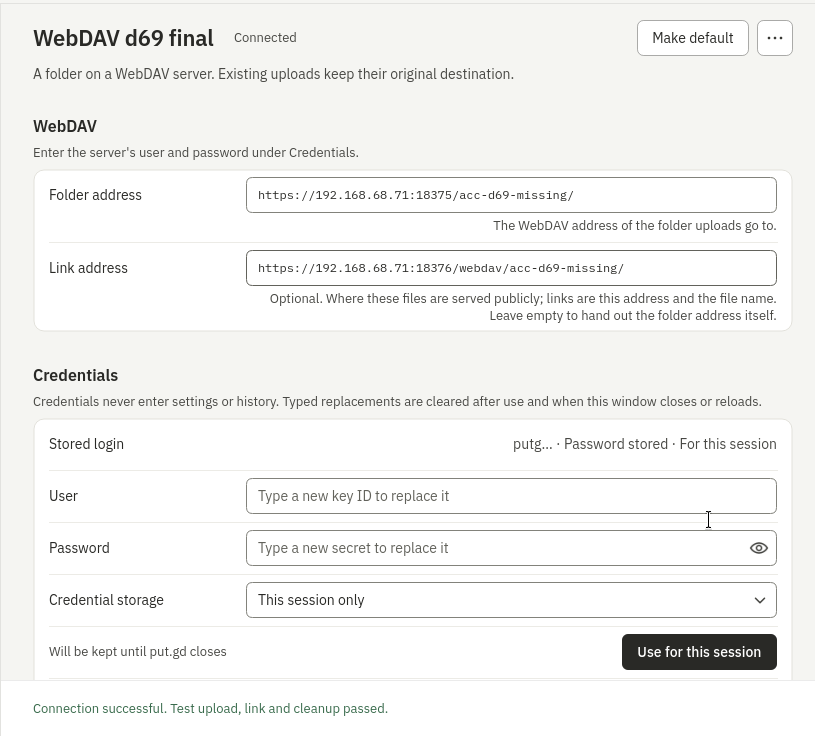 WebDAV d69 final
Connected
Make default
A folder on a WebDAV server. Existing uploads keep their original destination.
WebDAV
Enter the server's user and password under Credentials.
Folder address
https://192.168.68.71:18375/acc-d69-missing/
The WebDAV address of the folder uploads go to.
Link address
https://192.168.68.71:18376/webdav/acc-d69-missing/
Optional. Where these files are served publicly; links are this address and the file name.
Leave empty to hand out the folder address itself.
Credentials
Credentials never enter settings or history. Typed replacements are cleared after use and when this window closes or reloads.
Stored login
putg… · Password stored · For this session
User
Type a new key ID to replace it
Password
Type a new secret to replace it
Credential storage
This session only
Will be kept until put.gd closes
Use for this session
Connection successful. Test upload, link and cleanup passed.